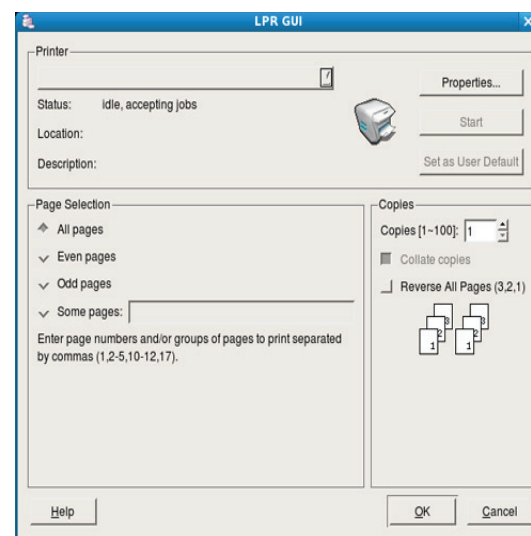 LPR GUI
Printer
Properties...
Status: idle, accepting jobs
Start
Location:
Set as User Default
Description:
Page Selection
All pages
Even pages
Odd pages
Some pages:
Enter page numbers and/or groups of pages to print separated
by commas (1,2-5,10-12,17).
Copies
Copies [1~100]: 1
Collate copies
Reverse All Pages (3,2,1)
3 3
2 2
1 1
Help
OK
Cancel